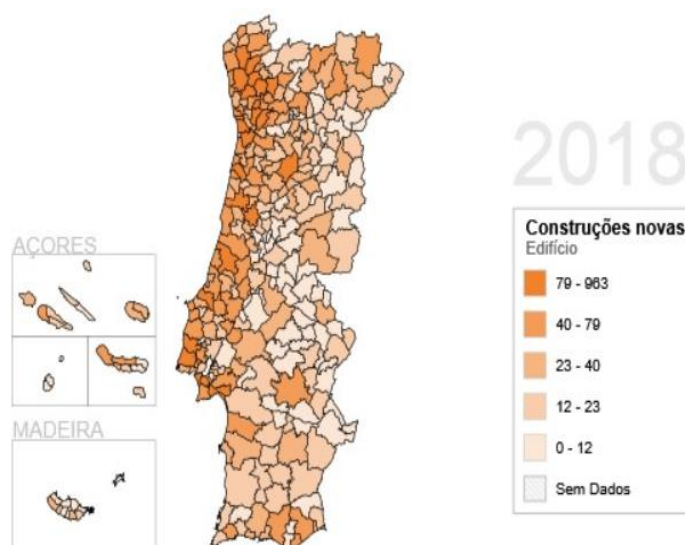 2018
AÇORES
MADEIRA
Construções novas
Edifício
79 - 963
40 - 79
23 - 40
12 - 23
0 - 12
Sem Dados